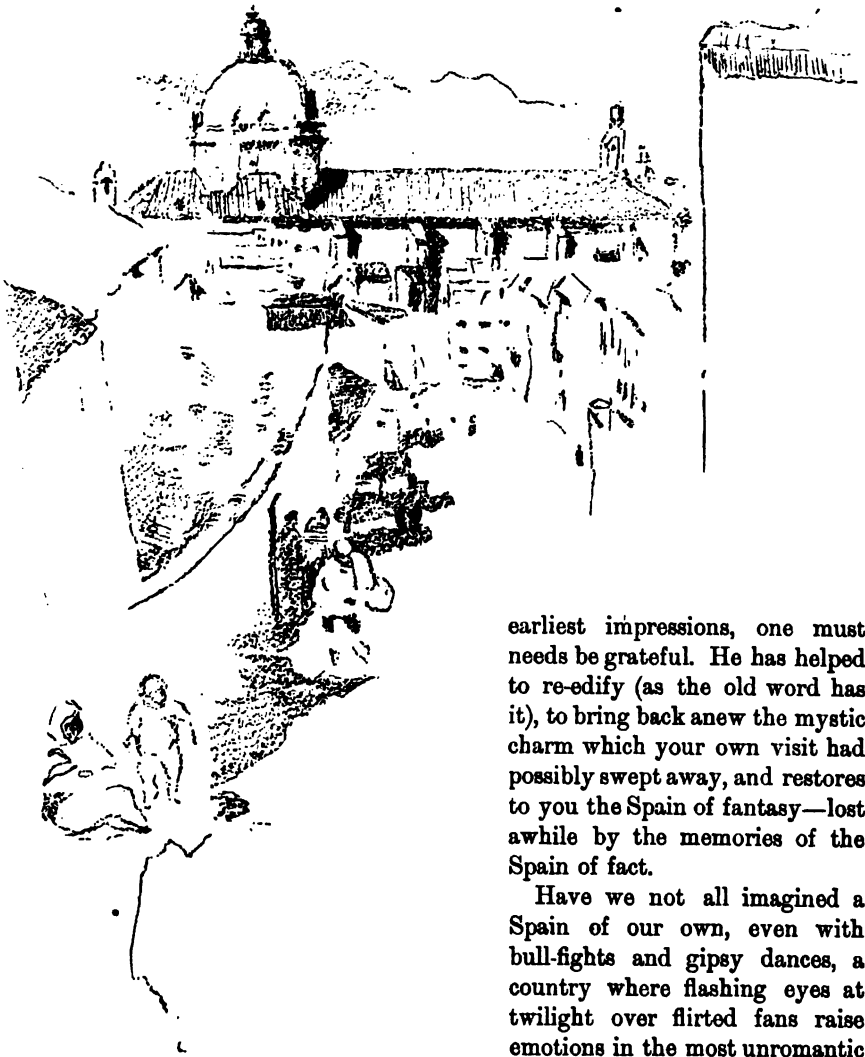 earliest impressions, one must
needs be grateful. He has helped
to re-edify (as the old word has
it), to bring back anew the mystic
charm which your own visit had
possibly swept away, and restores
to you the Spain of fantasy—lost
awhile by the memories of the
Spain of fact.
Have we not all imagined a
Spain of our own, even with
bull-fights and gipsy dances, a
country where flashing eyes at
twilight over flirted fans raise
emotions in the most unromantic